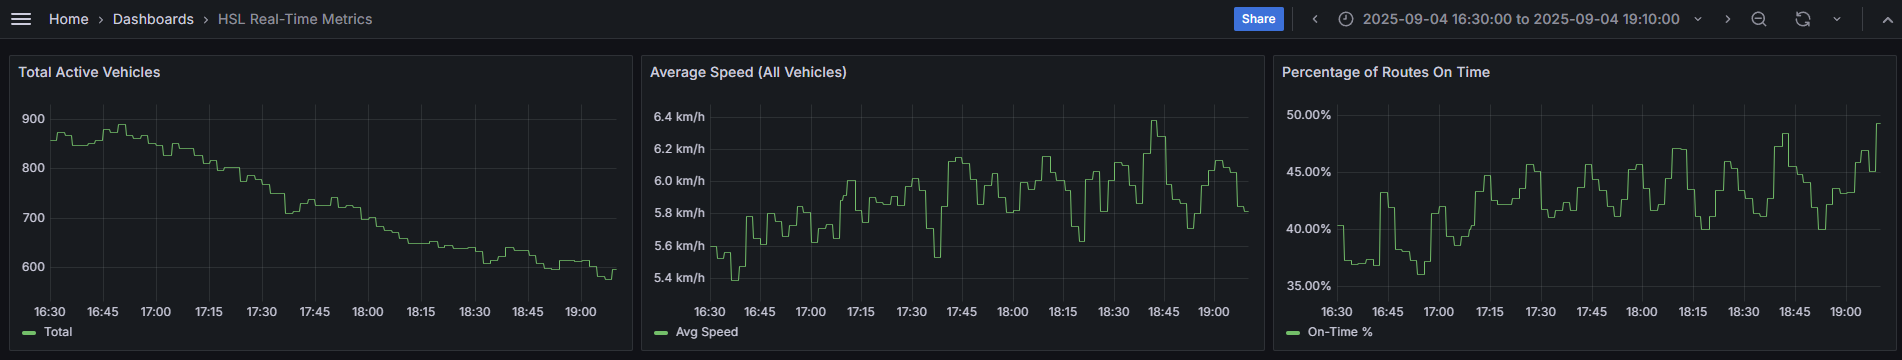 Home › Dashboards › HSL Real-Time Metrics
Share
2025-09-04 16:30:00 to 2025-09-04 19:10:00
Total Active Vehicles
900
800
700
600
16:30 16:45 17:00 17:15 17:30 17:45 18:00 18:15 18:30 18:45 19:00
Total
Average Speed (All Vehicles)
6.4 km/h
6.2 km/h
6.0 km/h
5.8 km/h
5.6 km/h
5.4 km/h
16:30 16:45 17:00 17:15 17:30 17:45 18:00 18:15 18:30 18:45 19:00
Avg Speed
Percentage of Routes On Time
50.00%
45.00%
40.00%
35.00%
16:30 16:45 17:00 17:15 17:30 17:45 18:00 18:15 18:30 18:45 19:00
On-Time %